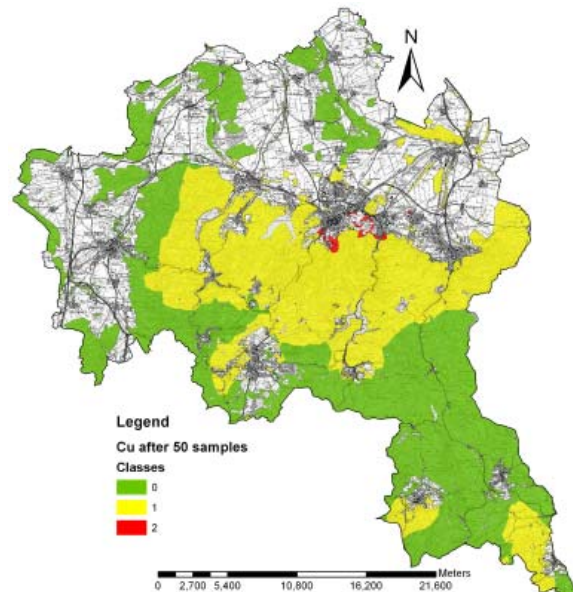 N
Legend
Cu after 50 samples
Classes
0
1
2
Meters
0 2,700 5,400 10,800 16,200 21,600